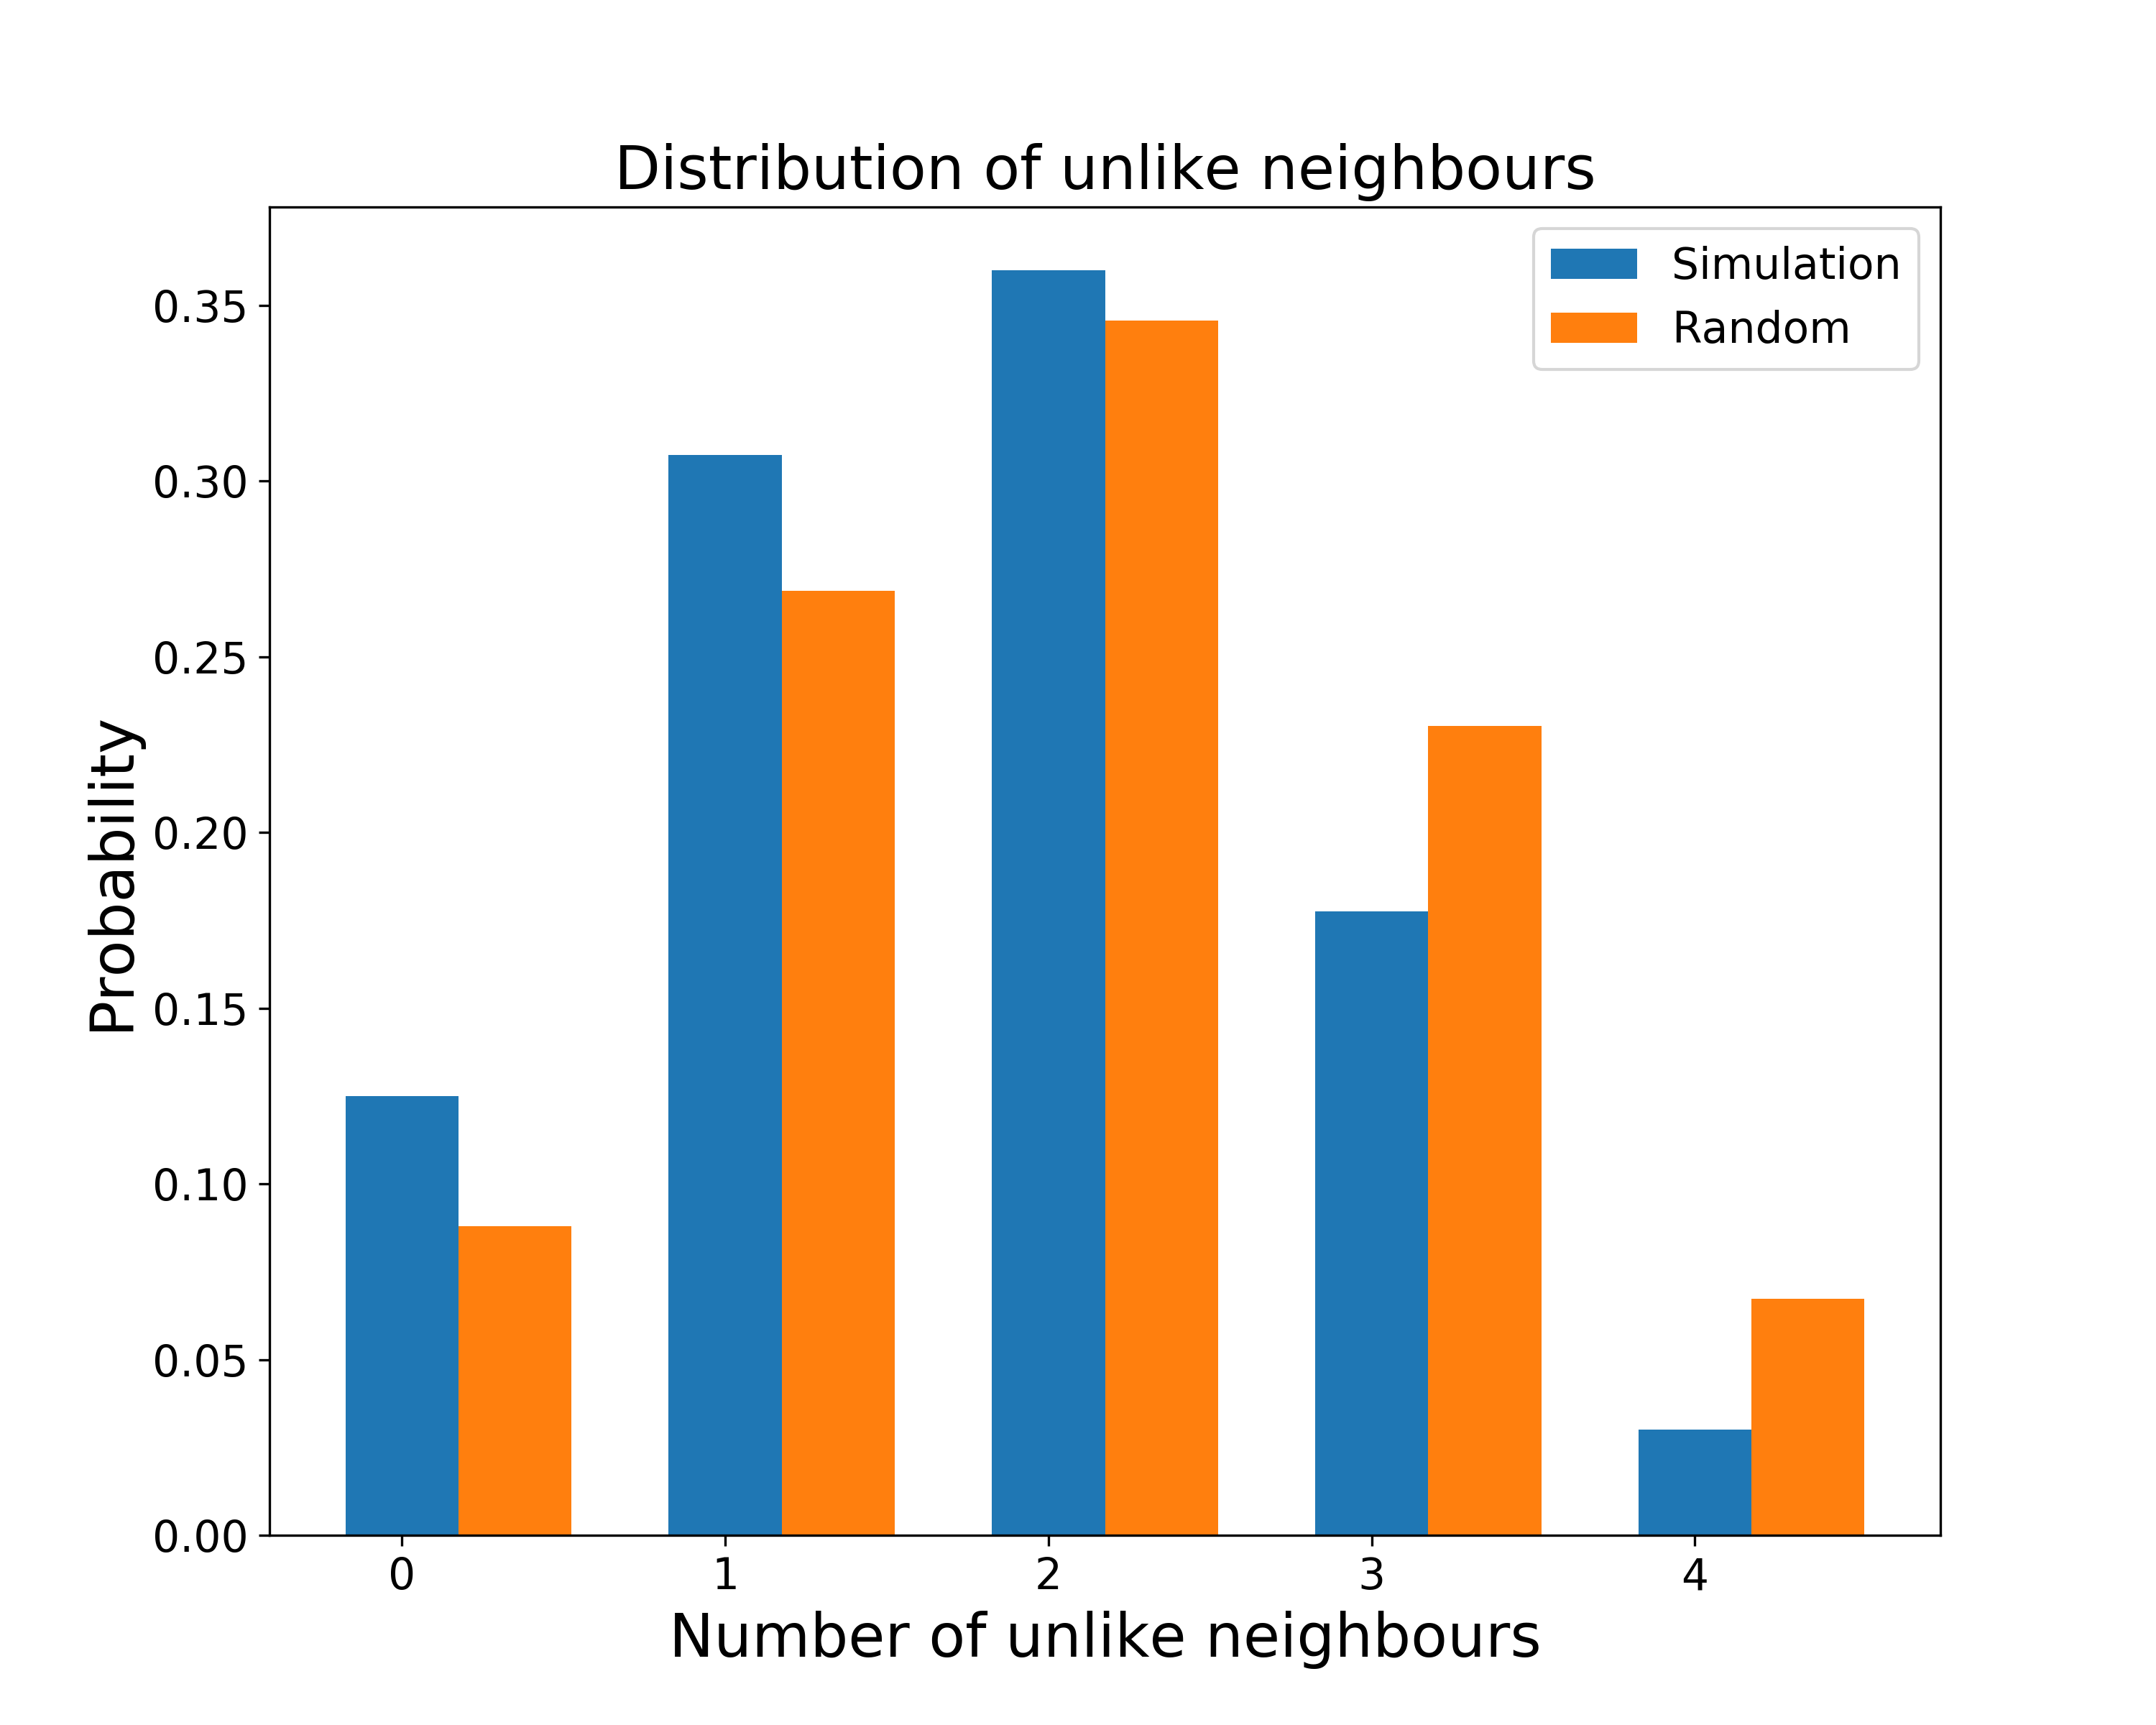 Distribution of unlike neighbours
Simulation
Random
Probability
0.35
0.30
0.25
0.20
0.15
0.10
0.05
0.00
0 1 2 3 4
Number of unlike neighbours